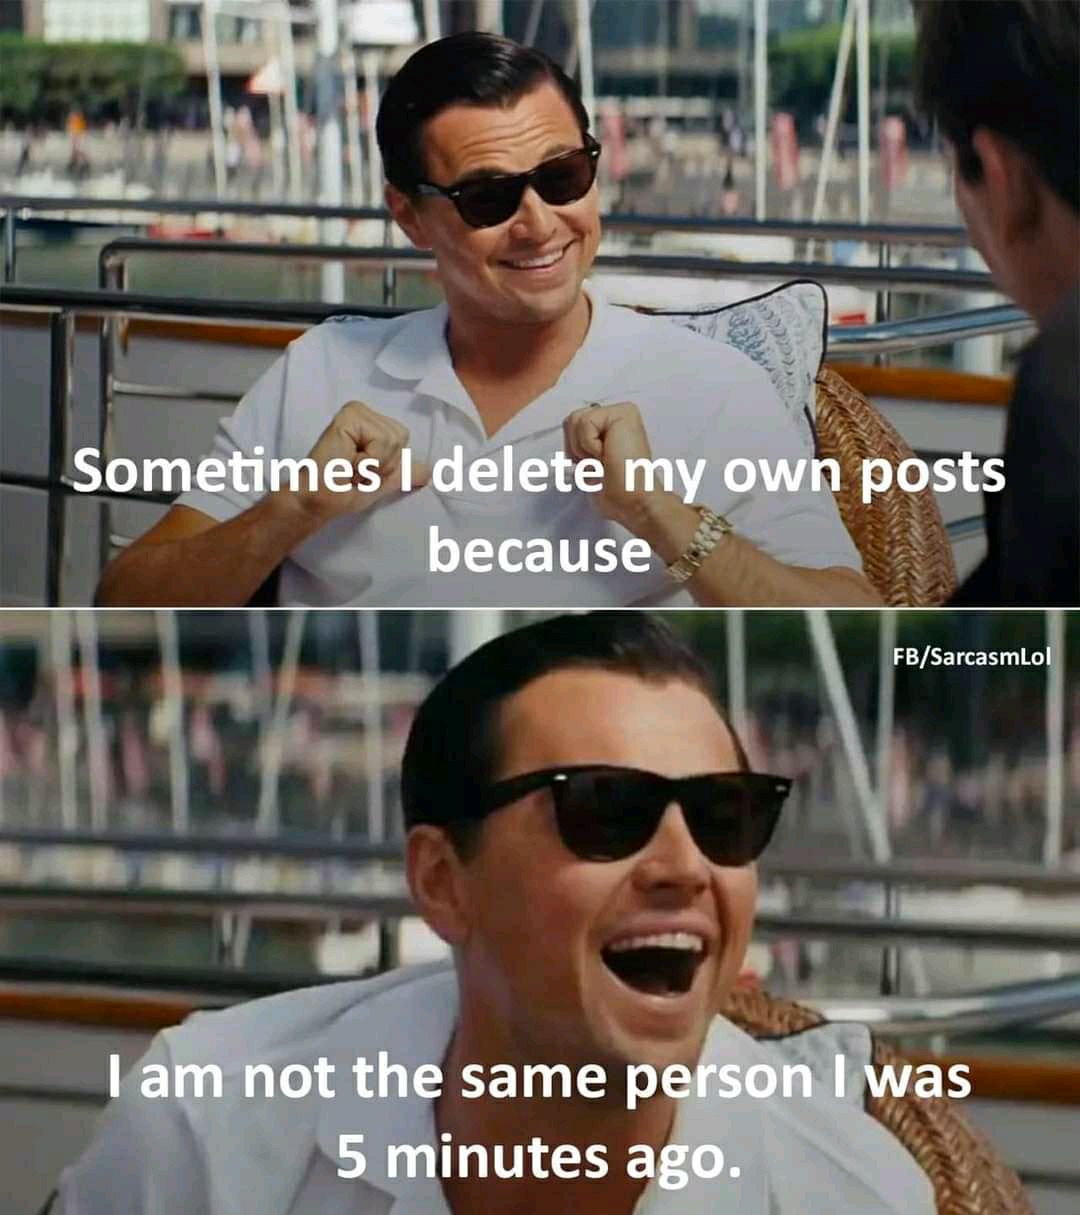 Sometimes I delete my own posts
because
FB/SarcasmLol
I am not the same person I was
5 minutes ago.